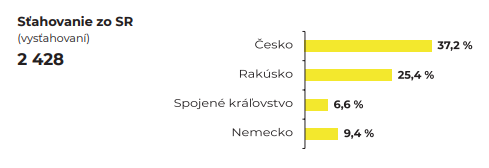 Sťahovanie zo SR
(vysťahovaní)
2 428
Česko 37,2 %
Rakúsko 25,4 %
Spojené kráľovstvo 6,6 %
Nemecko 9,4 %